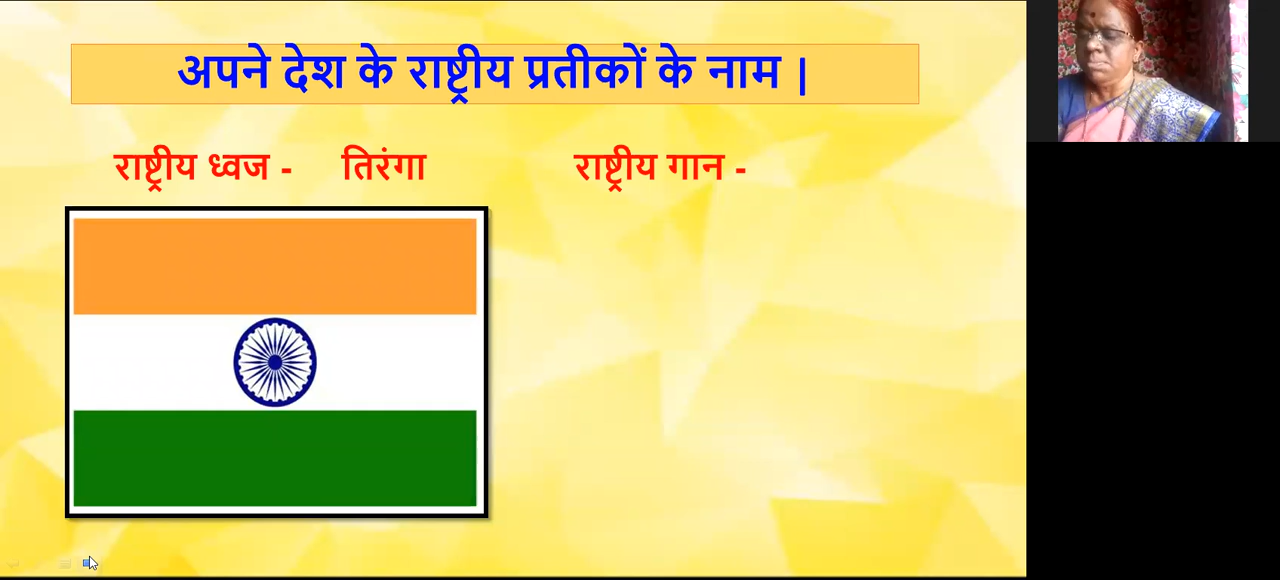 अपने देश के राष्ट्रीय प्रतीकों के नाम |
राष्ट्रीय ध्वज - तिरंगा
राष्ट्रीय गान -